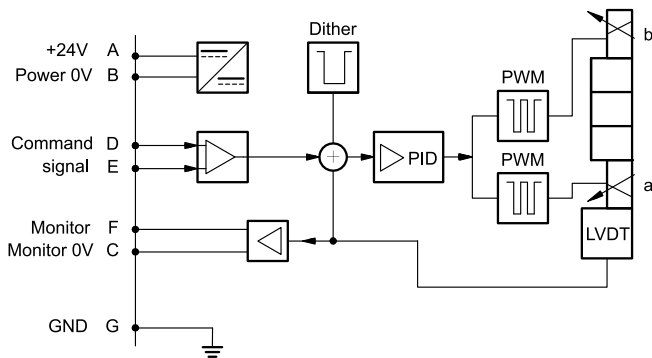 Dither
+24V A
Power 0V B
b
PWM
Command D
signal E
PID
PWM
a
Monitor F
Monitor 0V C
LVDT
GND G